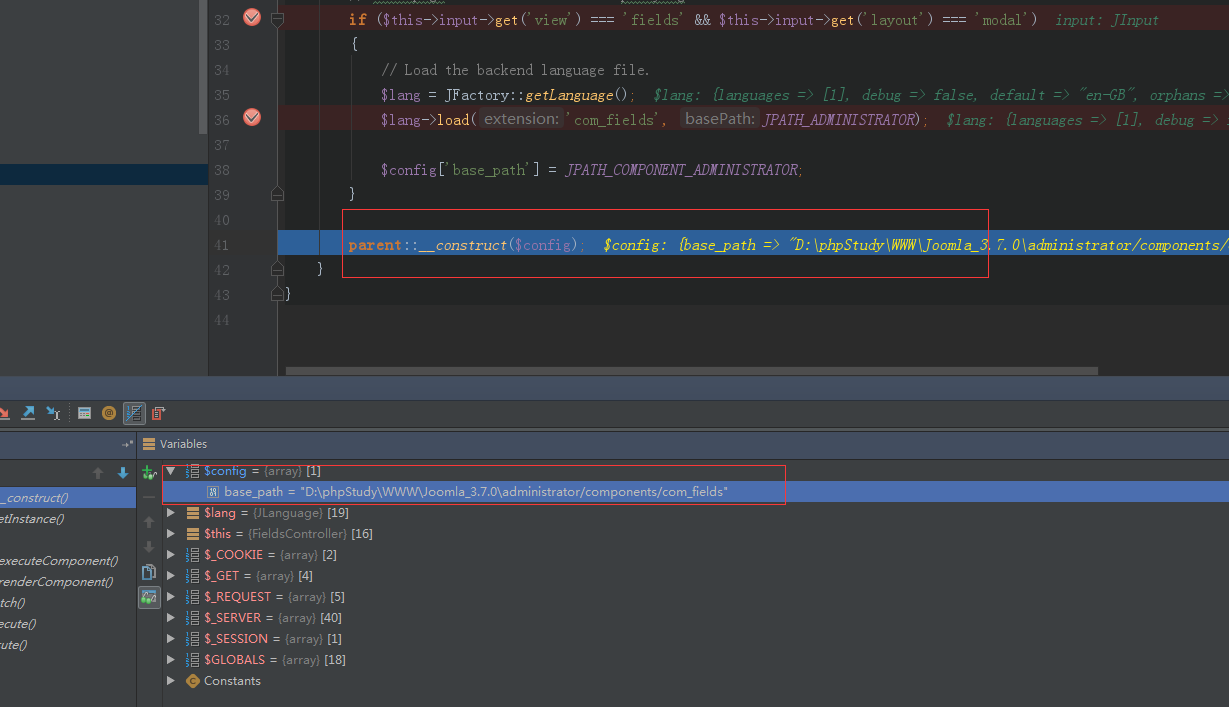 32 if ($this->input->get('view') === 'fields' && $this->input->get('layout') === 'modal') input: JInput
33 {
34 // Load the backend language file.
35 $lang = JFactory::getLanguage(); $lang: {languages => [1], debug => false, default => "en-GB", orphans =>
36 $lang->load( extension: 'com_fields', basePath: JPATH_ADMINISTRATOR); $lang: {languages => [1], debug =>
37
38 $config['base_path'] = JPATH_COMPONENT_ADMINISTRATOR;
39 }
40
41 parent::__construct($config); $config: {base_path => "D:\phpStudy\WWW\Joomla_3.7.0\administrator/components/
42 }
43 }
44
Variables
_construct()
etInstance()
executeComponent()
renderComponent()
tch()
ecute()
ute()
$config = {array} [1]
base_path = "D:\phpStudy\WWW\Joomla_3.7.0\administrator/components/com_fields"
$lang = {JLanguage} [19]
$this = {FieldsController} [16]
$_COOKIE = {array} [2]
$_GET = {array} [4]
$_REQUEST = {array} [5]
$_SERVER = {array} [40]
$_SESSION = {array} [1]
$GLOBALS = {array} [18]
Constants